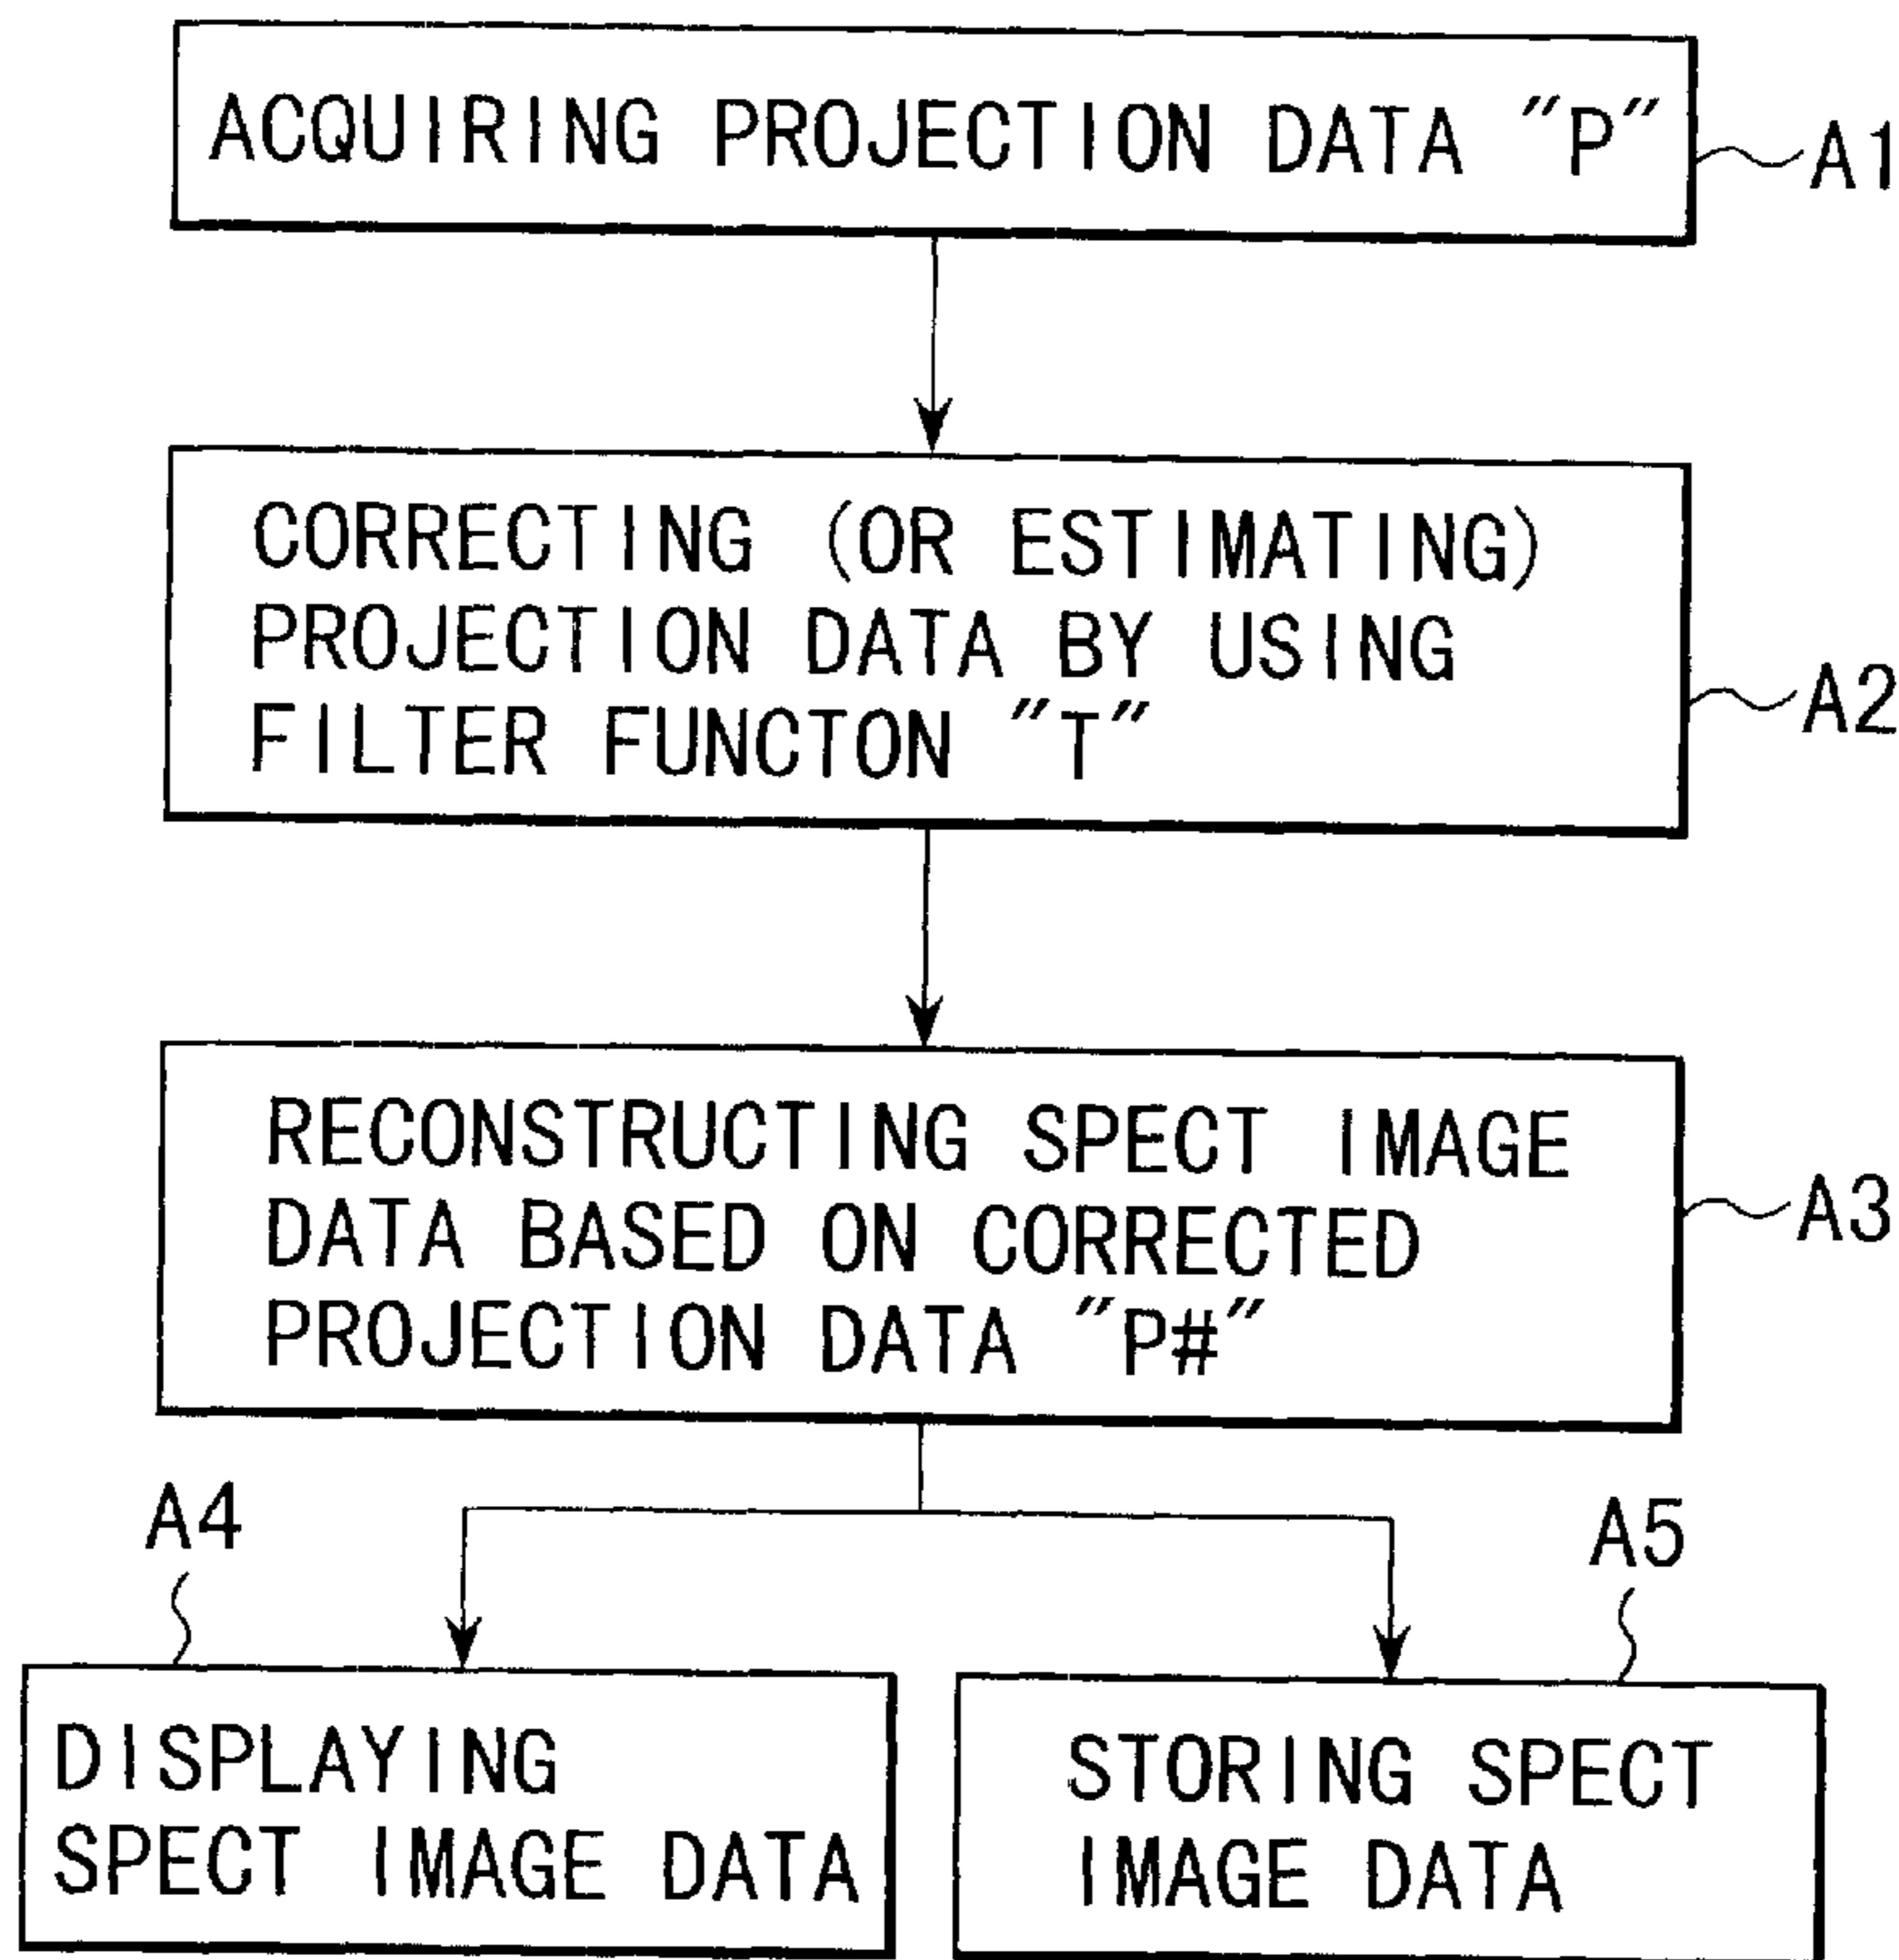 ACQUIRING PROJECTION DATA "P"
A1
CORRECTING (OR ESTIMATING)
PROJECTION DATA BY USING
FILTER FUNCTON "T"
A2
RECONSTRUCTING SPECT IMAGE
DATA BASED ON CORRECTED
PROJECTION DATA "P#"
A3
A4
A5
DISPLAYING
SPECT IMAGE DATA
STORING SPECT
IMAGE DATA